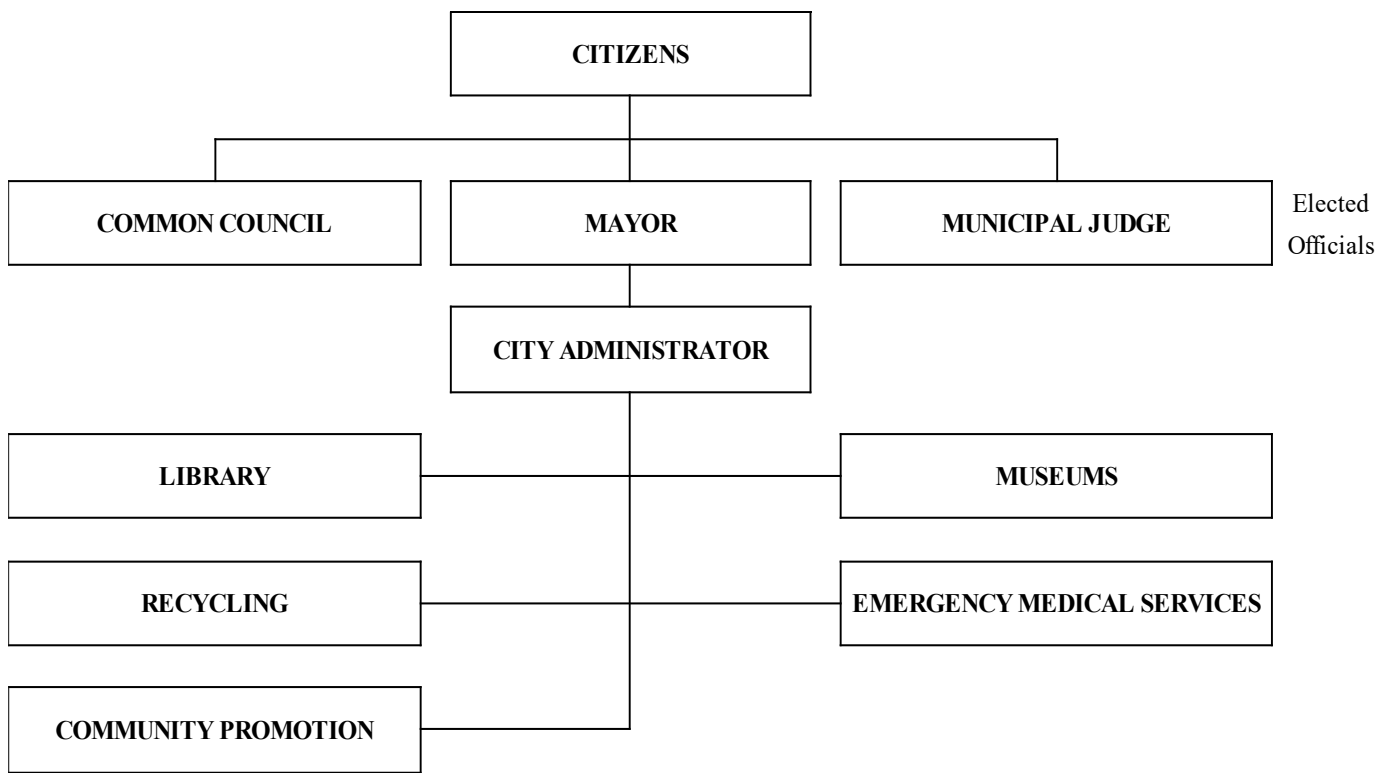 CITIZENS
COMMON COUNCIL
MAYOR
MUNICIPAL JUDGE
Elected
Officials
CITY ADMINISTRATOR
LIBRARY
MUSEUMS
RECYCLING
EMERGENCY MEDICAL SERVICES
COMMUNITY PROMOTION